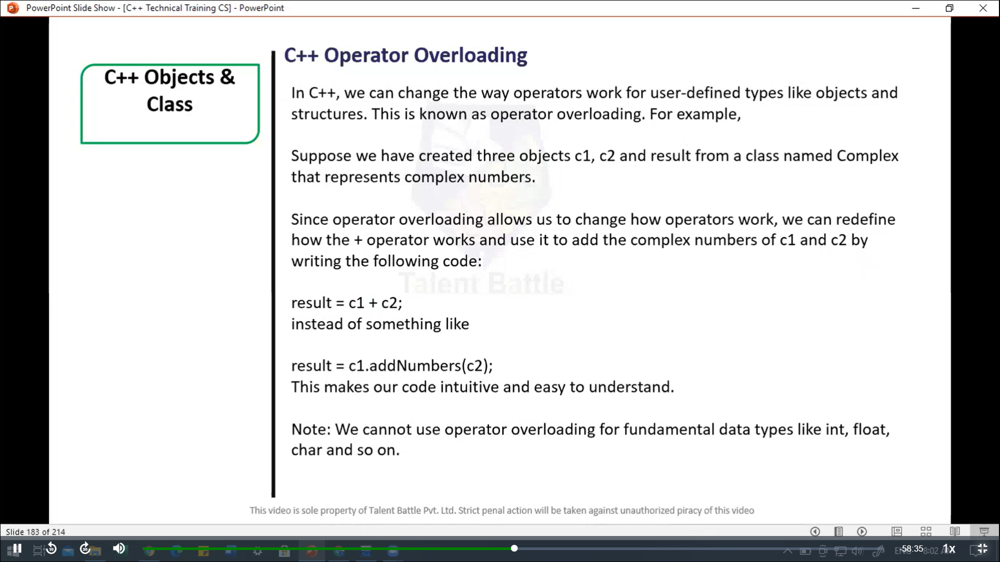 PowerPoint Slide Show - [C++ Technical Training CS] - PowerPoint
C++ Objects &
Class
C++ Operator Overloading
In C++, we can change the way operators work for user-defined types like objects and
structures. This is known as operator overloading. For example,
Suppose we have created three objects c1, c2 and result from a class named Complex
that represents complex numbers.
Since operator overloading allows us to change how operators work, we can redefine
how the + operator works and use it to add the complex numbers of c1 and c2 by
writing the following code:
Talent Battle
result = c1 + c2;
instead of something like
result = c1.addNumbers(c2);
This makes our code intuitive and easy to understand.
Note: We cannot use operator overloading for fundamental data types like int, float,
char and so on.
This video is sole property of Talent Battle Pvt. Ltd. Strict penal action will be taken against unauthorized piracy of this video
Slide 183 of 214
10 30 -58:35 1x